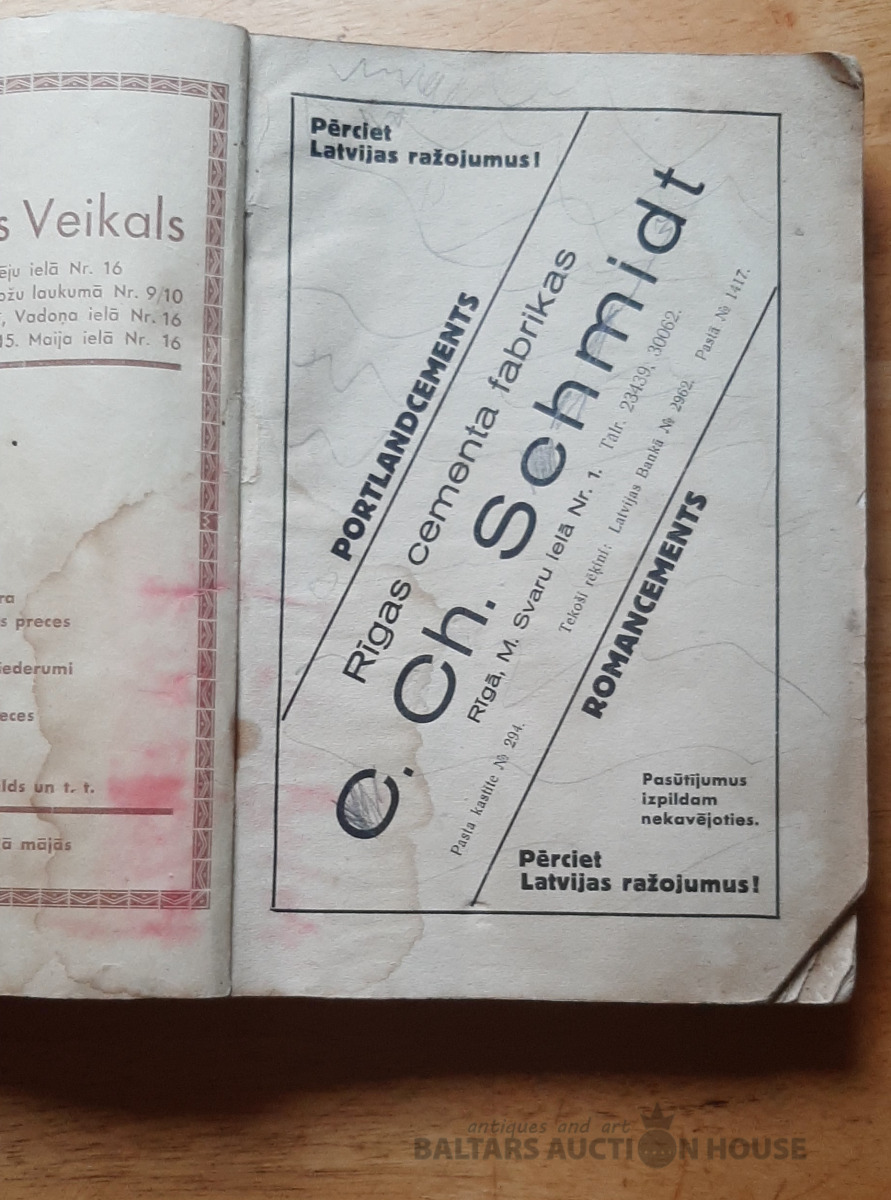 s Veikals
ēju ielā Nr. 16
ožu laukumā Nr. 9/10
, Vadoņa ielā Nr. 16
15. Maija ielā Nr. 16
ra
s preces
iederumi
eces
lds un t. t.
ā mājās
Pērciet
Latvijas ražojumus!
PORTLANDCEMENTS
Rīgas cementa fabrikas
C. Ch. Schmidt
Rīgā, M. Svaru ielā Nr. 1. Tālr. 23439, 30062.
Tekoši rēķini: Latvijas Bankā № 2962. Pastā № 1417.
Pasta kastīte № 294.
ROMANCEMENTS
Pasūtījumus
izpildam
nekavējoties.
Pērciet
Latvijas ražojumus!
antiques and art
BALTARS AUCTION HOUSE